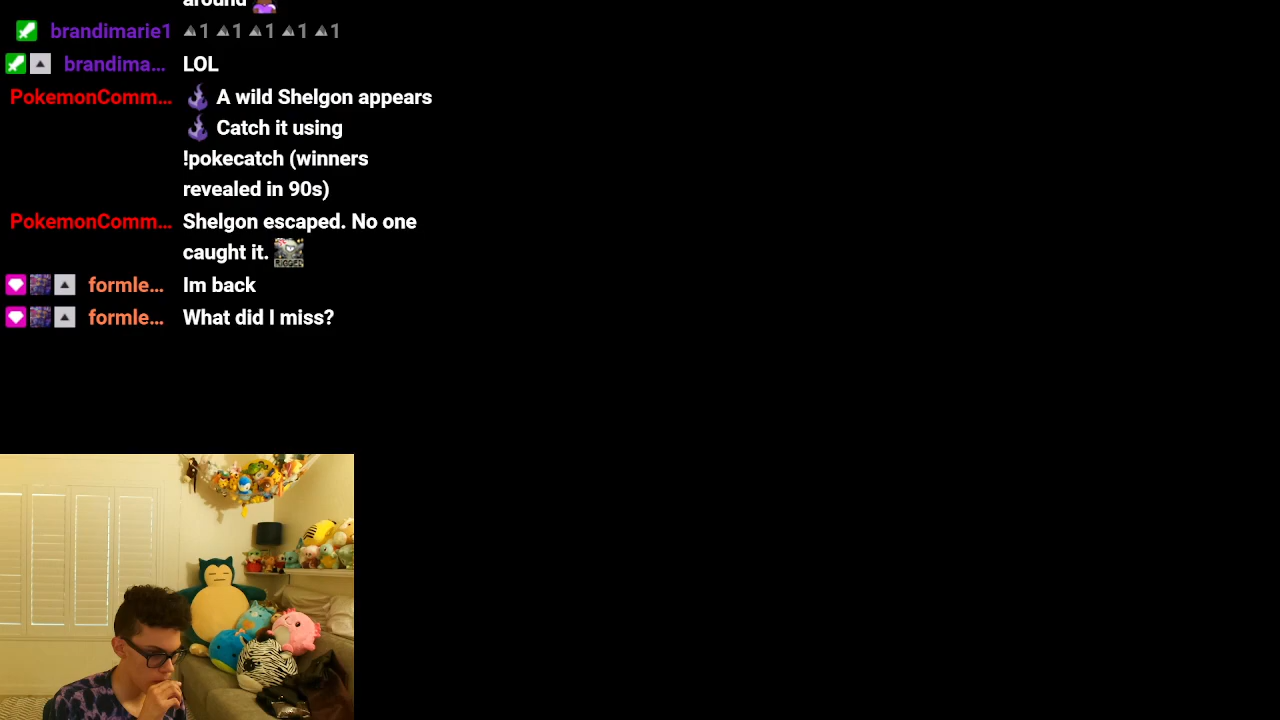 around
brandimarie1 1 1 1 1 1
brandima... LOL
PokemonComm... A wild Shelgon appears
Catch it using
!pokecatch (winners
revealed in 90s)
PokemonComm... Shelgon escaped. No one
caught it.
formle... Im back
formle... What did I miss?